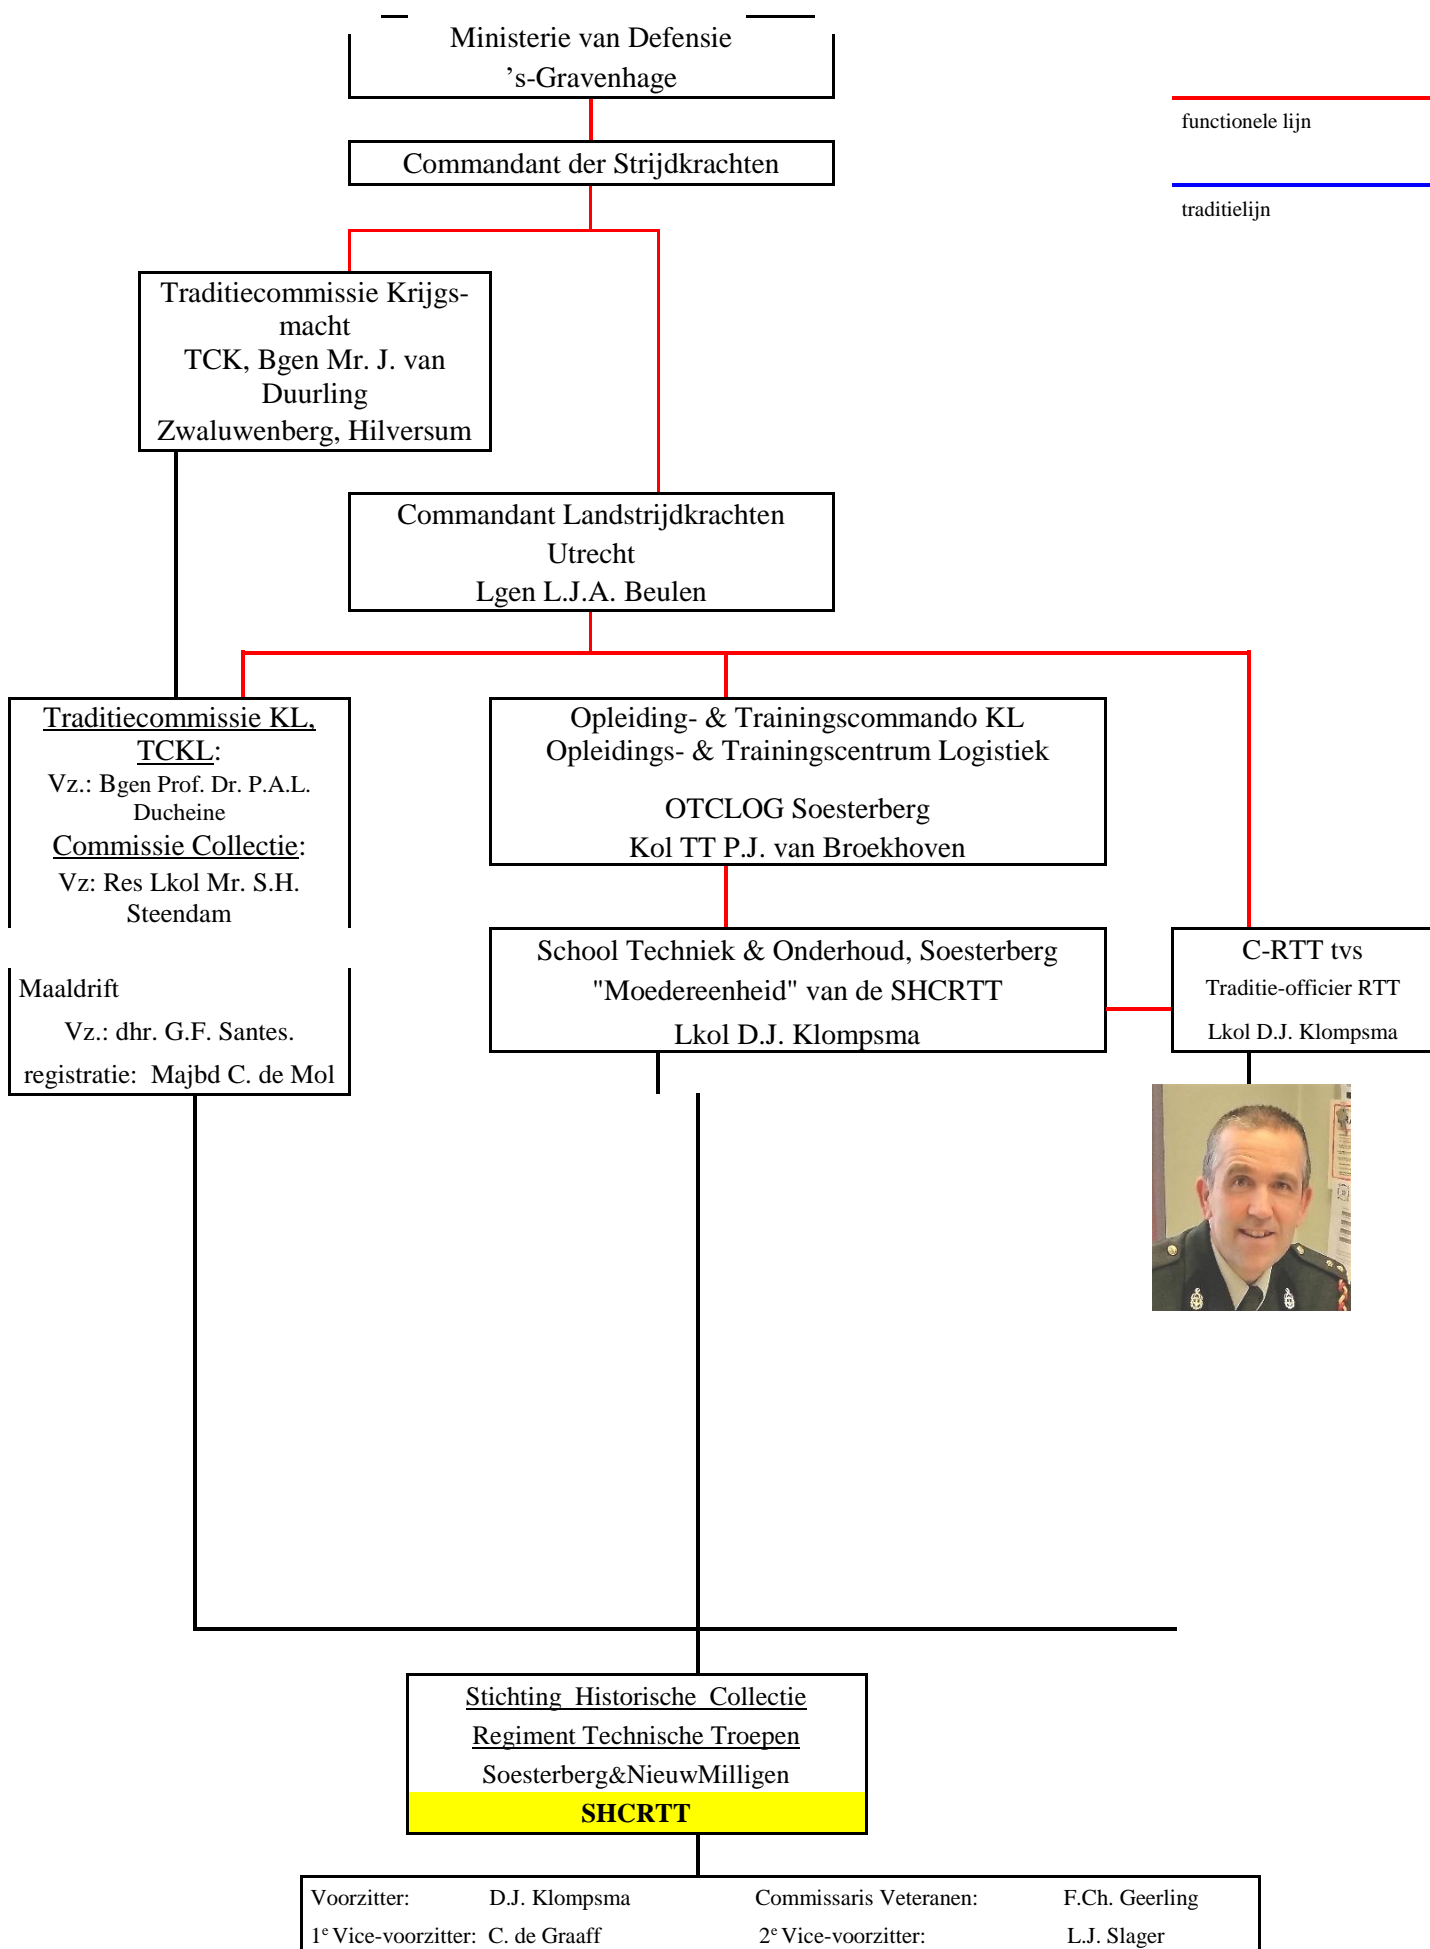 Ministerie van Defensie
’s-Gravenhage
functionele lijn
Commandant der Strijdkrachten
traditielijn
Traditiecommissie Krijgs-
macht
TCK, Bgen Mr. J. van
Duurling
Zwaluwenberg, Hilversum
Commandant Landstrijdkrachten
Utrecht
Lgen L.J.A. Beulen
Traditiecommissie KL,
TCKL:
Vz.: Bgen Prof. Dr. P.A.L.
Ducheine
Commissie Collectie:
Vz: Res Lkol Mr. S.H.
Steendam
Maaldrift
Vz.: dhr. G.F. Santes.
registratie: Majbd C. de Mol
Opleiding- & Trainingscommando KL
Opleidings- & Trainingscentrum Logistiek
OTCLOG Soesterberg
Kol TT P.J. van Broekhoven
School Techniek & Onderhoud, Soesterberg
"Moedereenheid" van de SHCRTT
Lkol D.J. Klompsma
C-RTT tvs
Traditie-officier RTT
Lkol D.J. Klompsma
Stichting Historische Collectie
Regiment Technische Troepen
Soesterberg&NieuwMilligen
SHCRTT
Voorzitter: D.J. Klompsma Commissaris Veteranen: F.Ch. Geerling
1e Vice-voorzitter: C. de Graaff 2e Vice-voorzitter: L.J. Slager